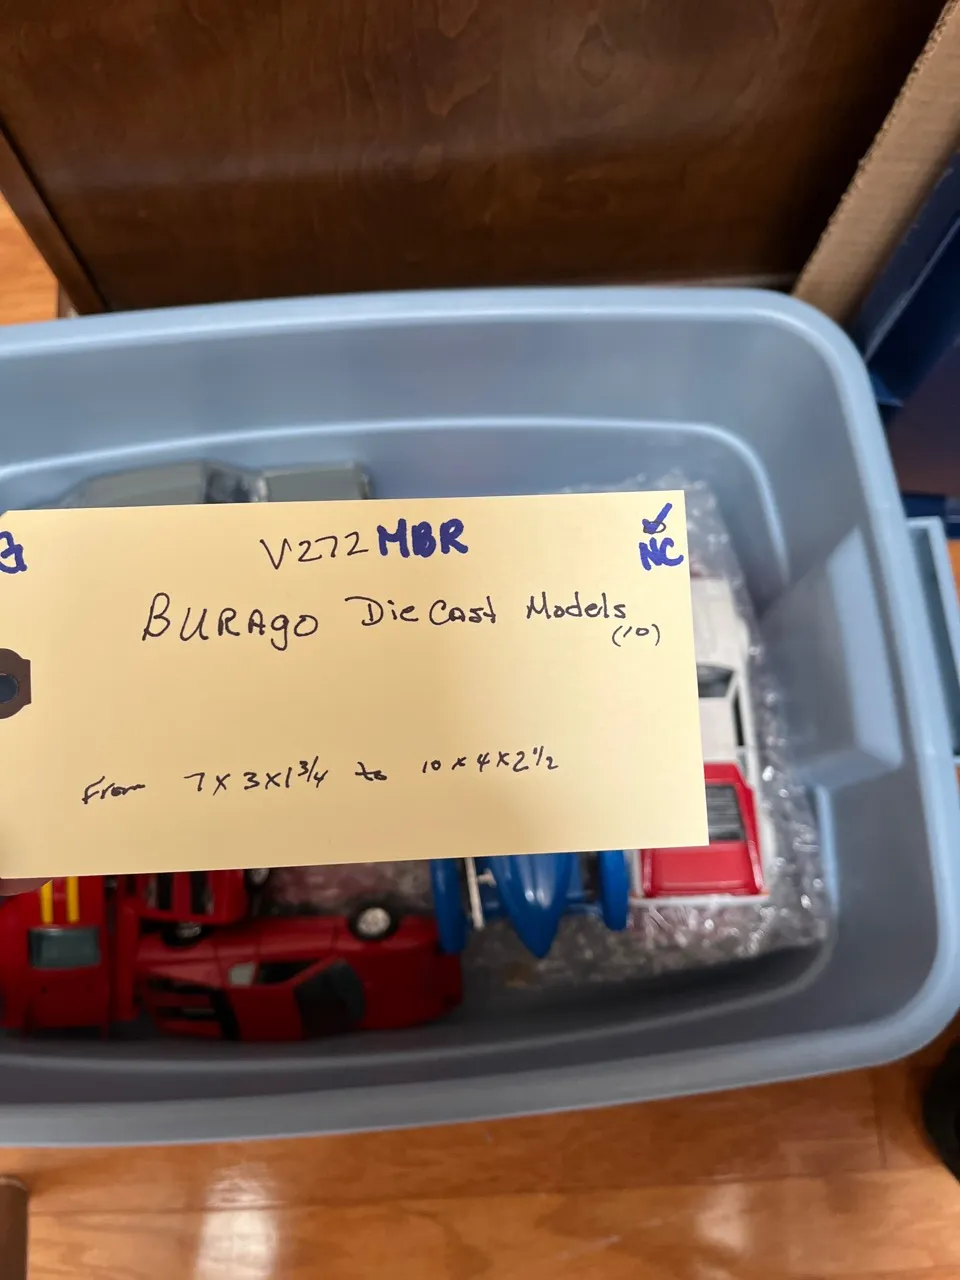 V272 MBR
✓ NC
BURAGO Die Cast Models
(10)
From 7 x 3 x 1 3/4 to 10 x 4 x 2 1/2